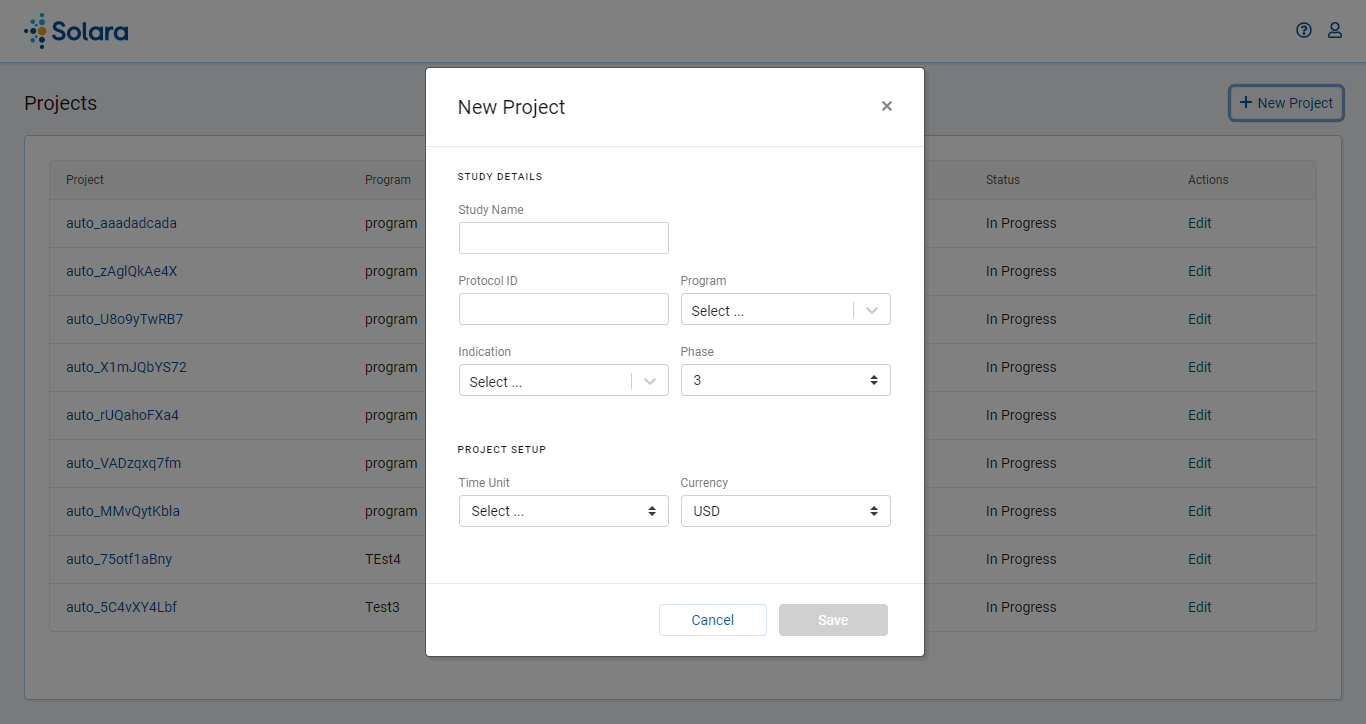 Solara
Projects
+ New Project
Project Program Status Actions
auto_aaadadcada program In Progress Edit
auto_zAglQkAe4X program In Progress Edit
auto_U8o9yTwRB7 program In Progress Edit
auto_X1mJQbYS72 program In Progress Edit
auto_rUQahoFXa4 program In Progress Edit
auto_VADzqxq7fm program In Progress Edit
auto_MMvQytKbla program In Progress Edit
auto_75otf1aBny TEst4 In Progress Edit
auto_5C4vXY4Lbf Test3 In Progress Edit
New Project
STUDY DETAILS
Study Name
Protocol ID Program
Select ...
Indication Phase
Select ... 3
PROJECT SETUP
Time Unit Currency
Select ... USD
Cancel Save